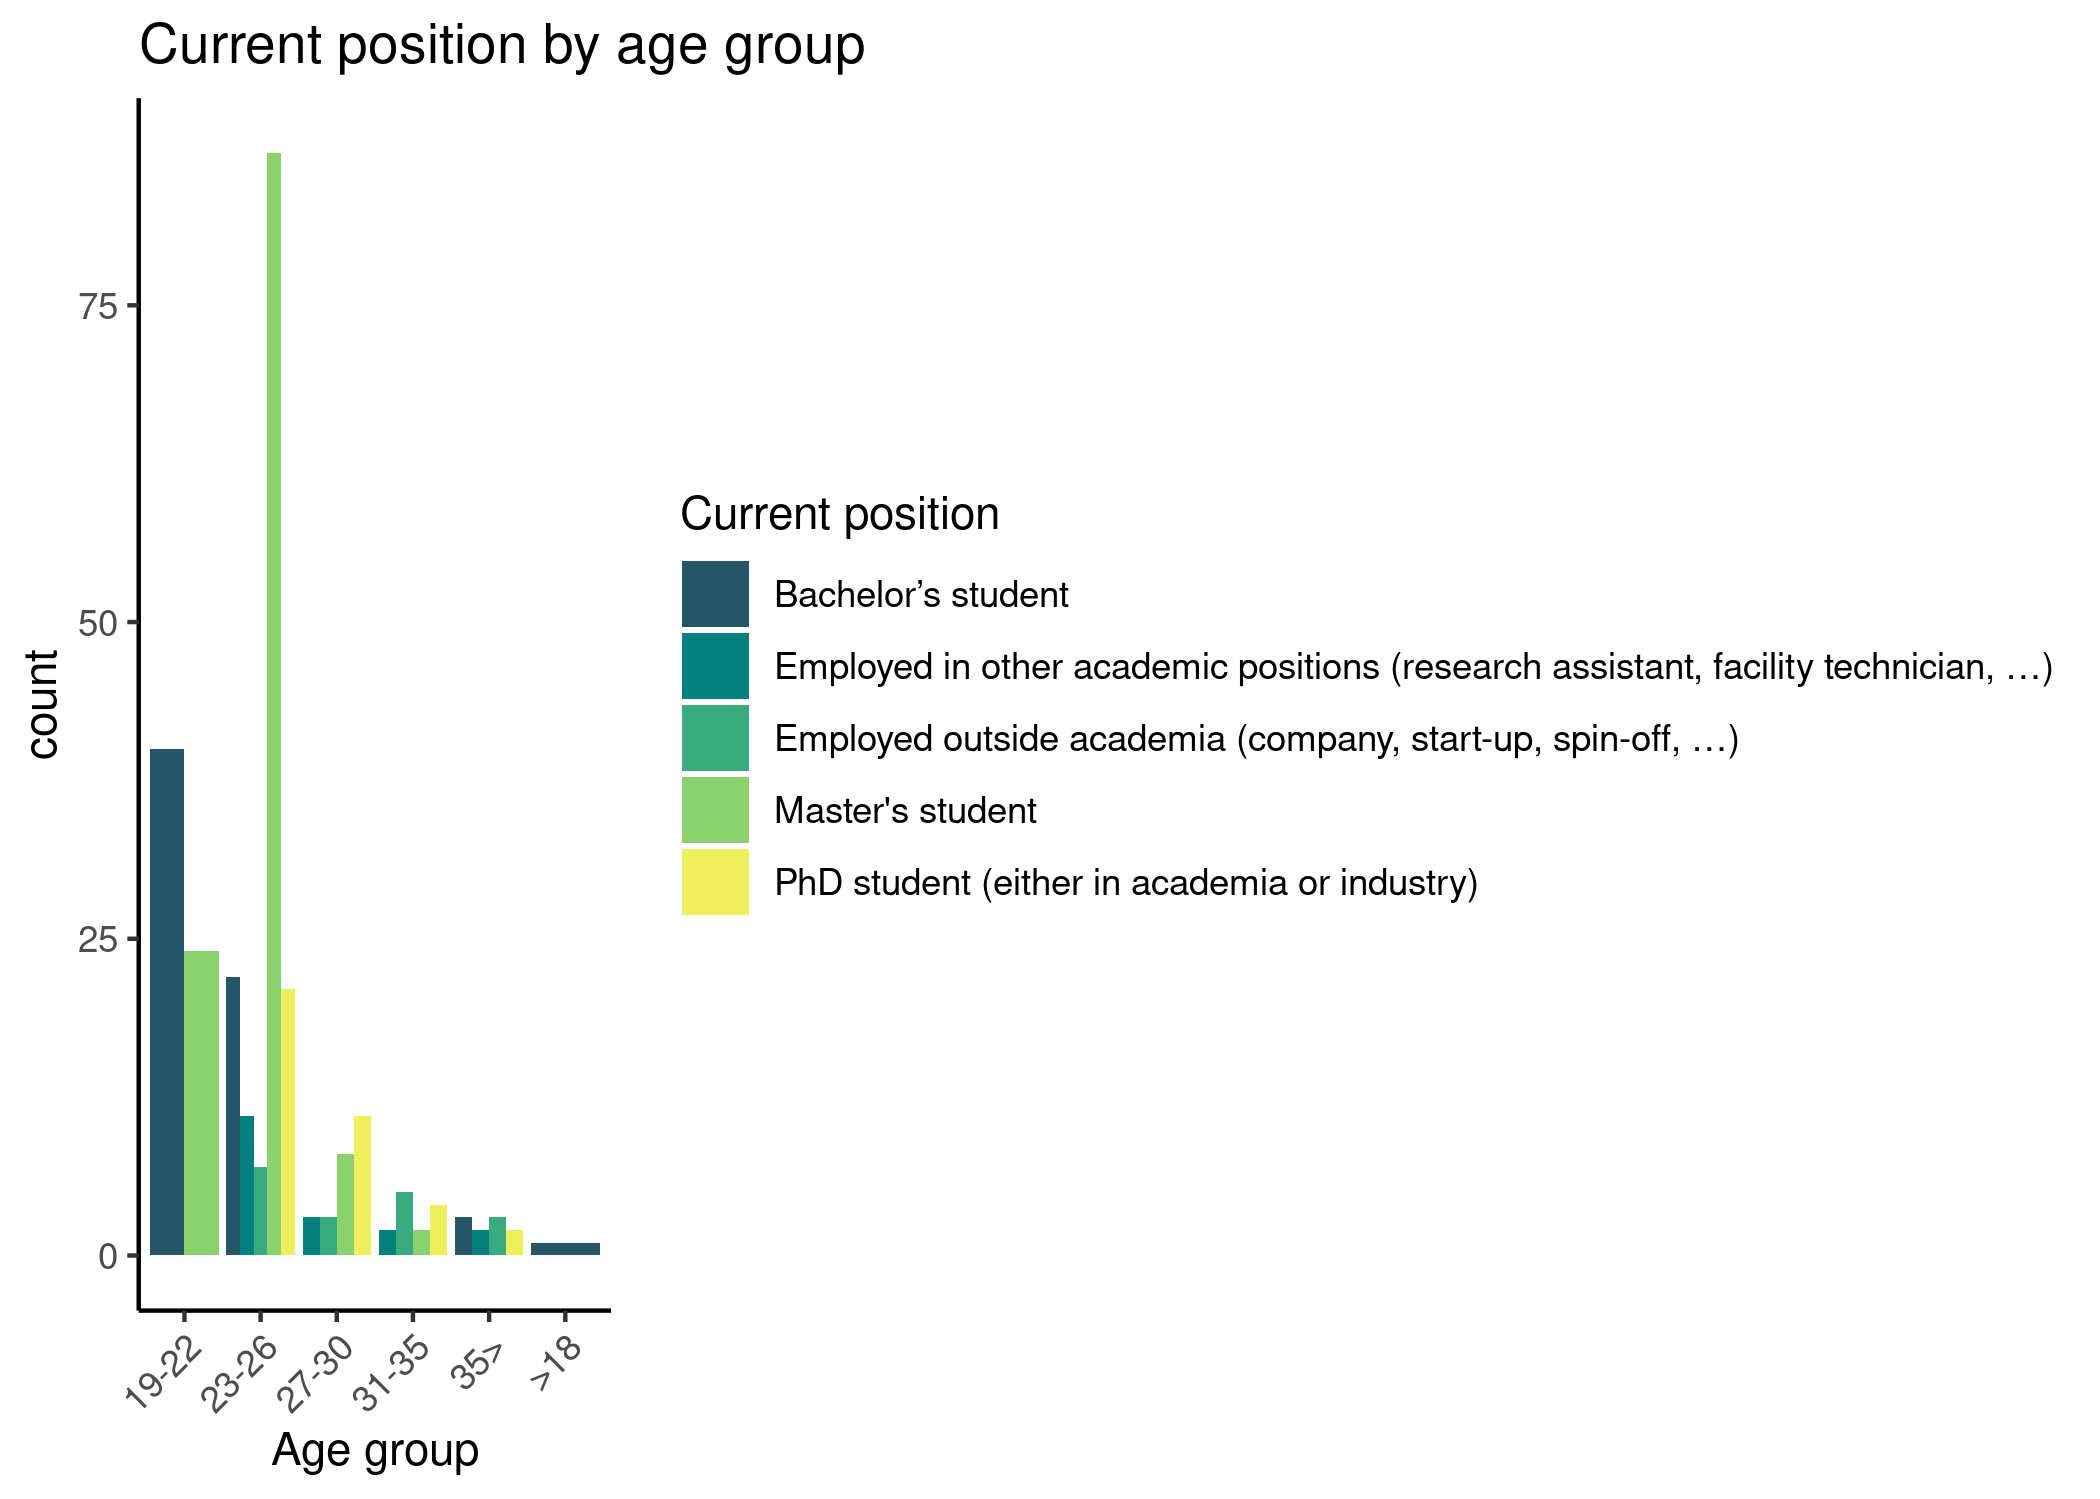 Current position by age group
75
50
25
0
count
19-22
23-26
27-30
31-35
35>
>18
Age group
Current position
Bachelor’s student
Employed in other academic positions (research assistant, facility technician, …)
Employed outside academia (company, start-up, spin-off, …)
Master's student
PhD student (either in academia or industry)